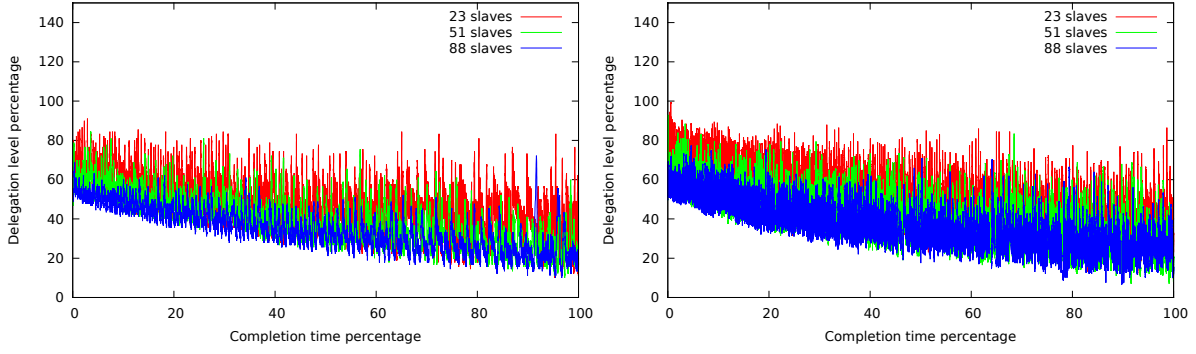 140
120
100
80
60
40
20
0
0 20 40 60 80 100
Delegation level percentage
Completion time percentage
23 slaves
51 slaves
88 slaves
140
120
100
80
60
40
20
0
0 20 40 60 80 100
Delegation level percentage
Completion time percentage
23 slaves
51 slaves
88 slaves